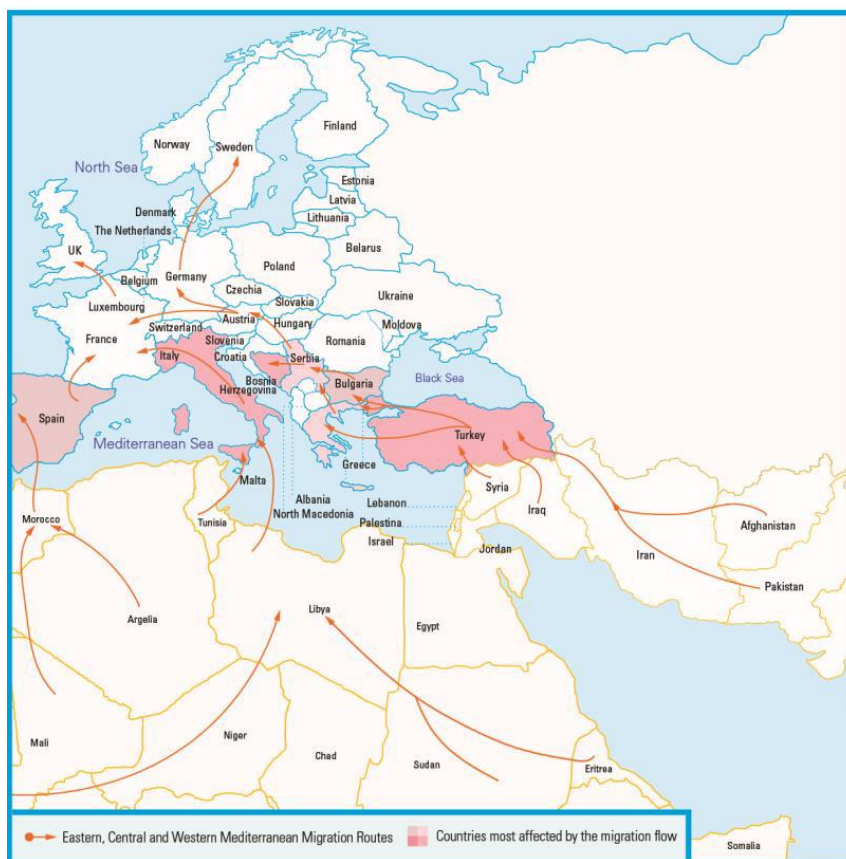 Finland
Norway
Sweden
North Sea
Estonia
Latvia
Denmark
Lithuania
The Netherlands
Belarus
UK
Poland
Germany
Belgium
Czechia
Ukraine
Slovakia
Luxembourg
Austria
Hungary
Moldova
Switzerland
France
Slovenia
Romania
Italy
Croatia
Serbia
Bosnia
Herzegovina
Bulgaria
Black Sea
Spain
Turkey
Mediterranean Sea
Greece
Malta
Syria
Albania
Lebanon
North Macedonia
Iraq
Morocco
Tunisia
Palestina
Afghanistan
Israel
Jordan
Iran
Pakistan
Argelia
Libya
Egypt
Niger
Mali
Chad
Sudan
Eritrea
Eastern, Central and Western Mediterranean Migration Routes
Countries most affected by the migration flow
Somalia